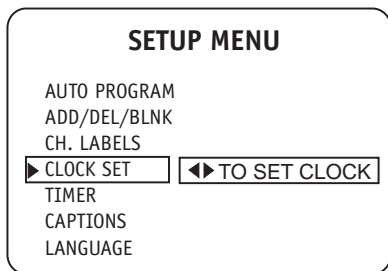 SETUP MENU
AUTO PROGRAM
ADD/DEL/BLNK
CH. LABELS
▶ CLOCK SET ◀▶ TO SET CLOCK
TIMER
CAPTIONS
LANGUAGE